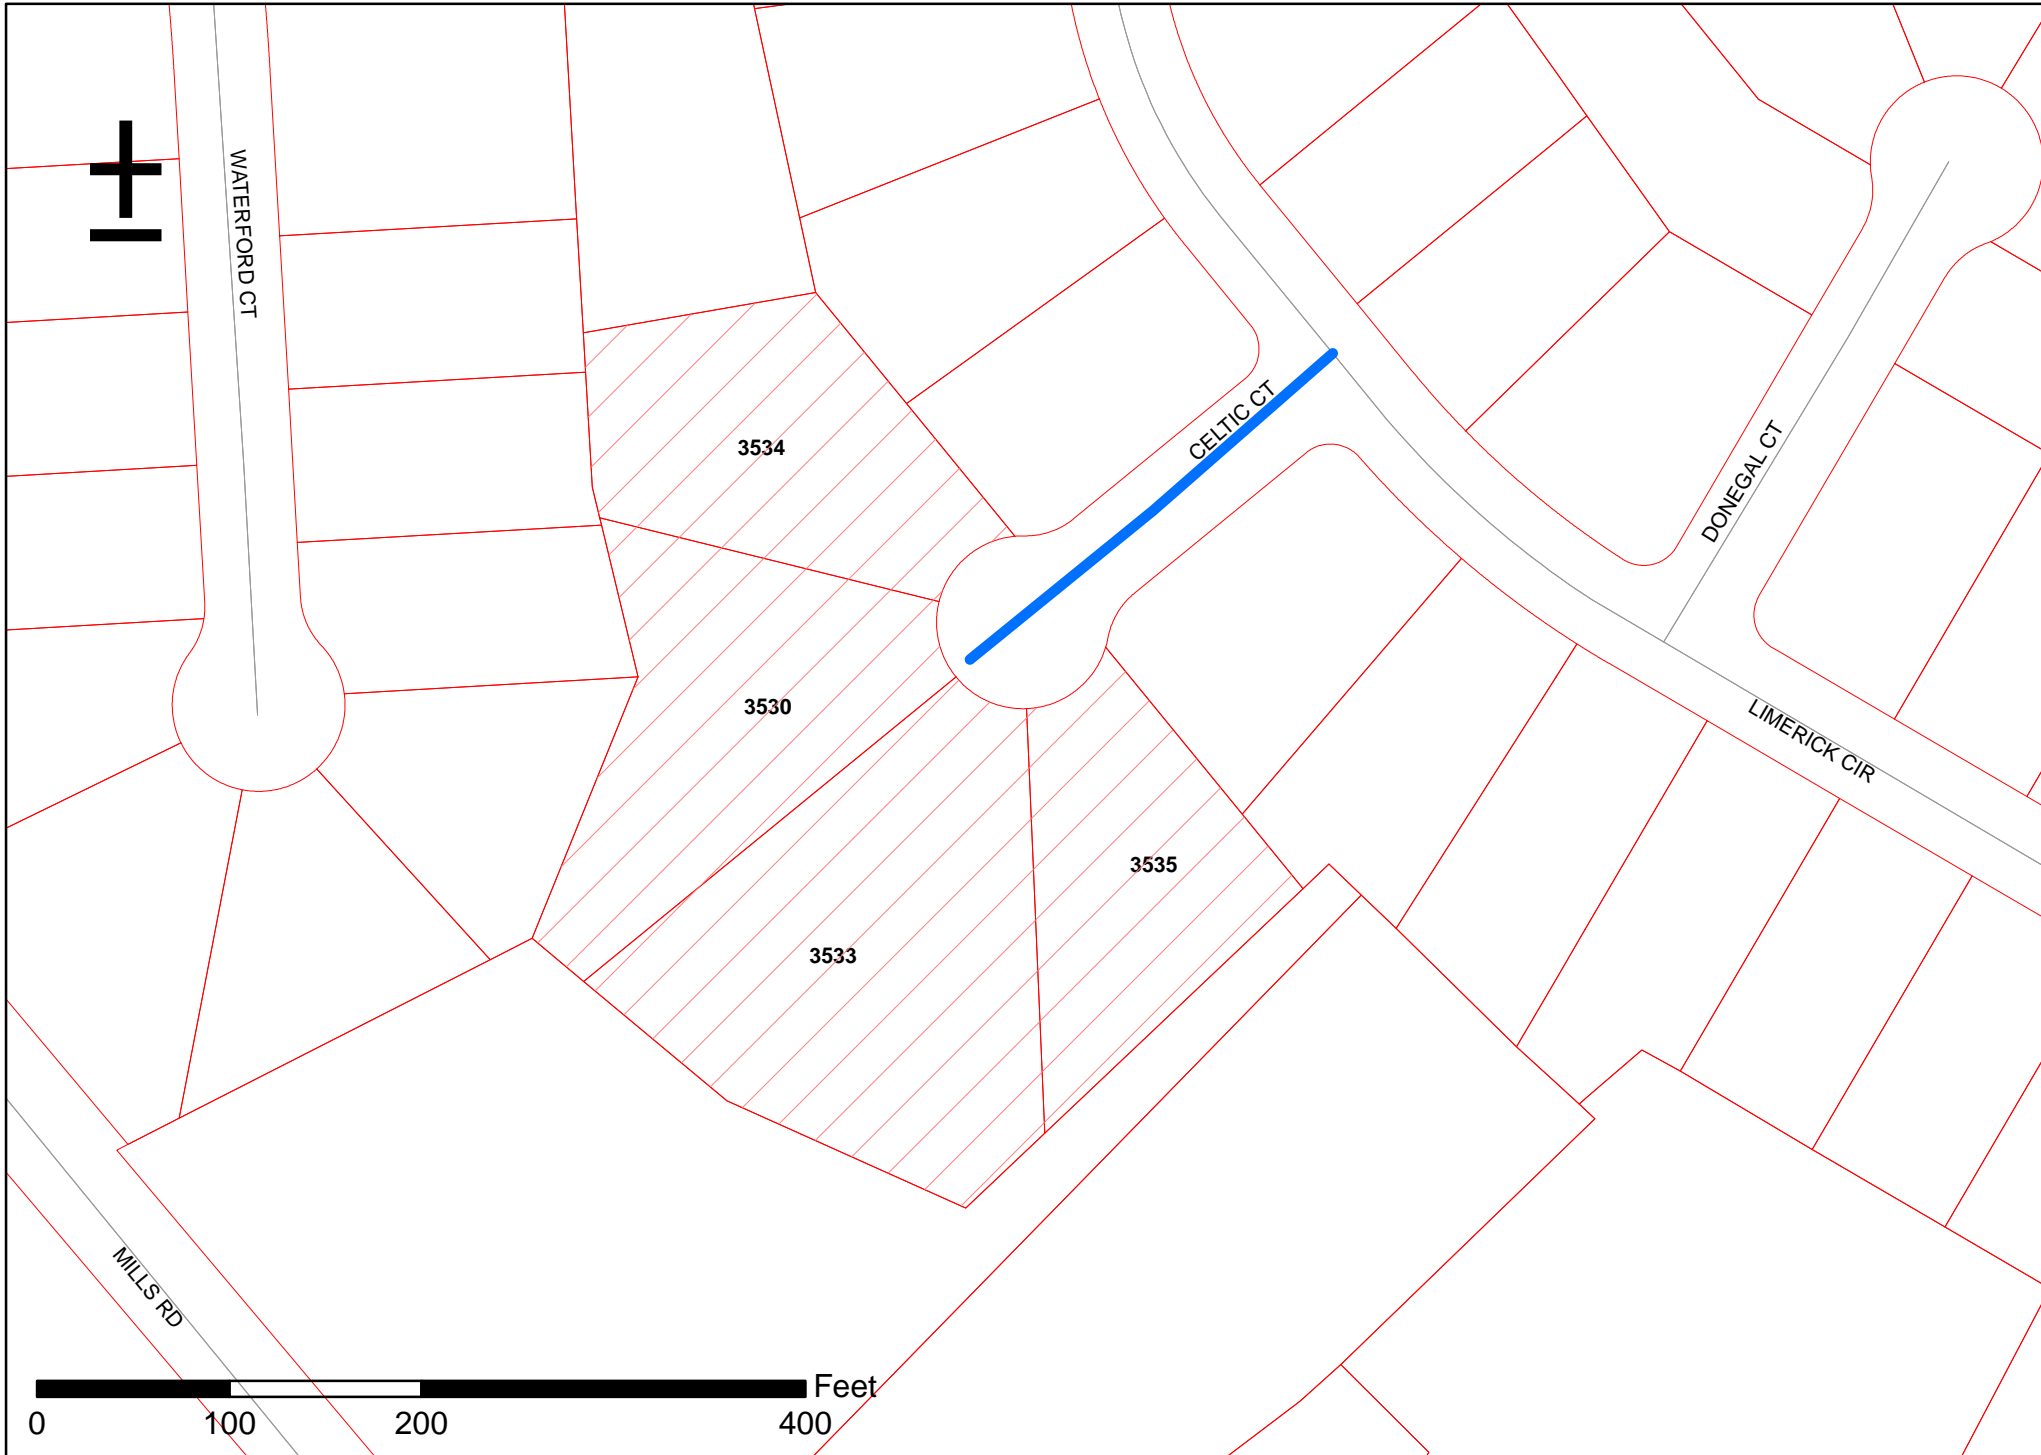 WATERFORD CT
3534
CELTIC CT
DONEGAL CT
3530
LIMERICK CIR
3535
3533
MILLS RD
Feet
0 100 200 400